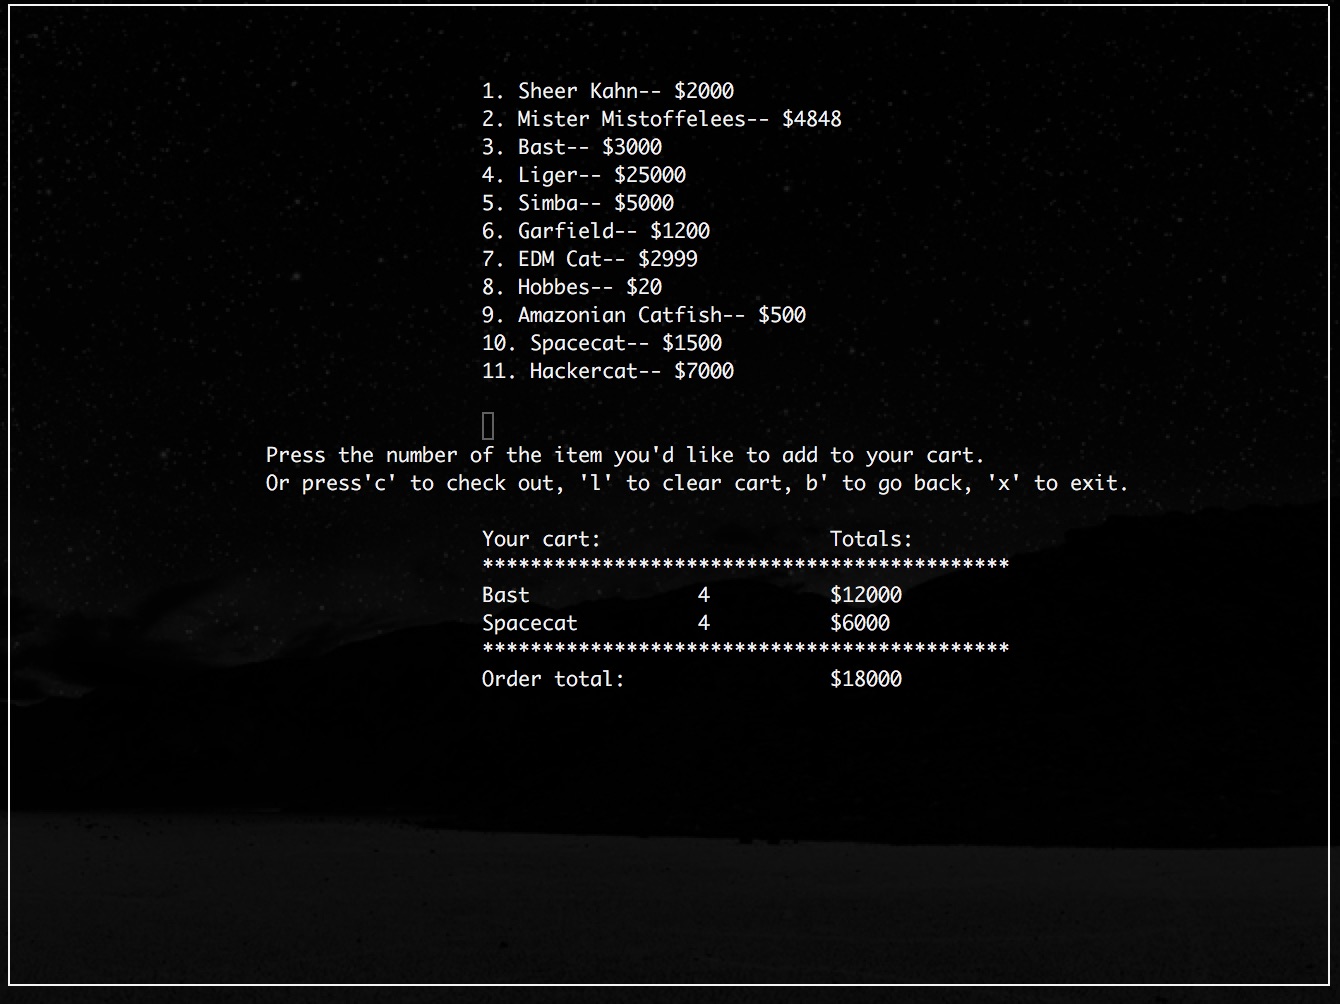 1. Sheer Kahn-- $2000
2. Mister Mistoffelees-- $4848
3. Bast-- $3000
4. Liger-- $25000
5. Simba-- $5000
6. Garfield-- $1200
7. EDM Cat-- $2999
8. Hobbes-- $20
9. Amazonian Catfish-- $500
10. Spacecat-- $1500
11. Hackercat-- $7000
Press the number of the item you'd like to add to your cart.
Or press'c' to check out, 'l' to clear cart, b' to go back, 'x' to exit.
Your cart: Totals:
********************************************
Bast 4 $12000
Spacecat 4 $6000
********************************************
Order total: $18000